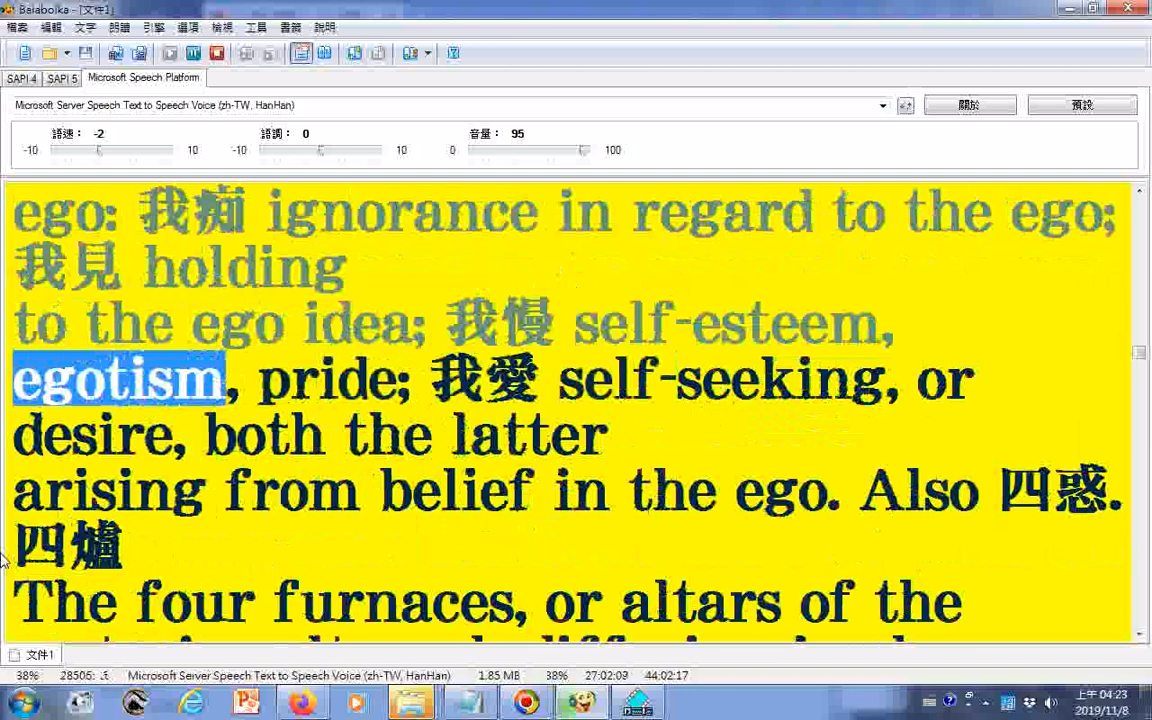 Balabolka - [文件1]
檔案 編輯 文字 朗讀 引擎 選項 檢視 工具 書籤 說明
SAPI 4 SAPI 5 Microsoft Speech Platform
Microsoft Server Speech Text to Speech Voice (zh-TW, HanHan) 關於 預設
語速： -2 語調： 0 音量： 95
-10 10 -10 10 0 100
ego: 我痴 ignorance in regard to the ego;
我見 holding
to the ego idea; 我慢 self-esteem,
egotism, pride; 我愛 self-seeking, or
desire, both the latter
arising from belief in the ego. Also 四惑.
四爐
The four furnaces, or altars of the
文件1
38% Microsoft Server Speech Text to Speech Voice (zh-TW, HanHan) 1.85 MB 38% 27:02:09 44:02:17
上午 04:23
2019/11/8